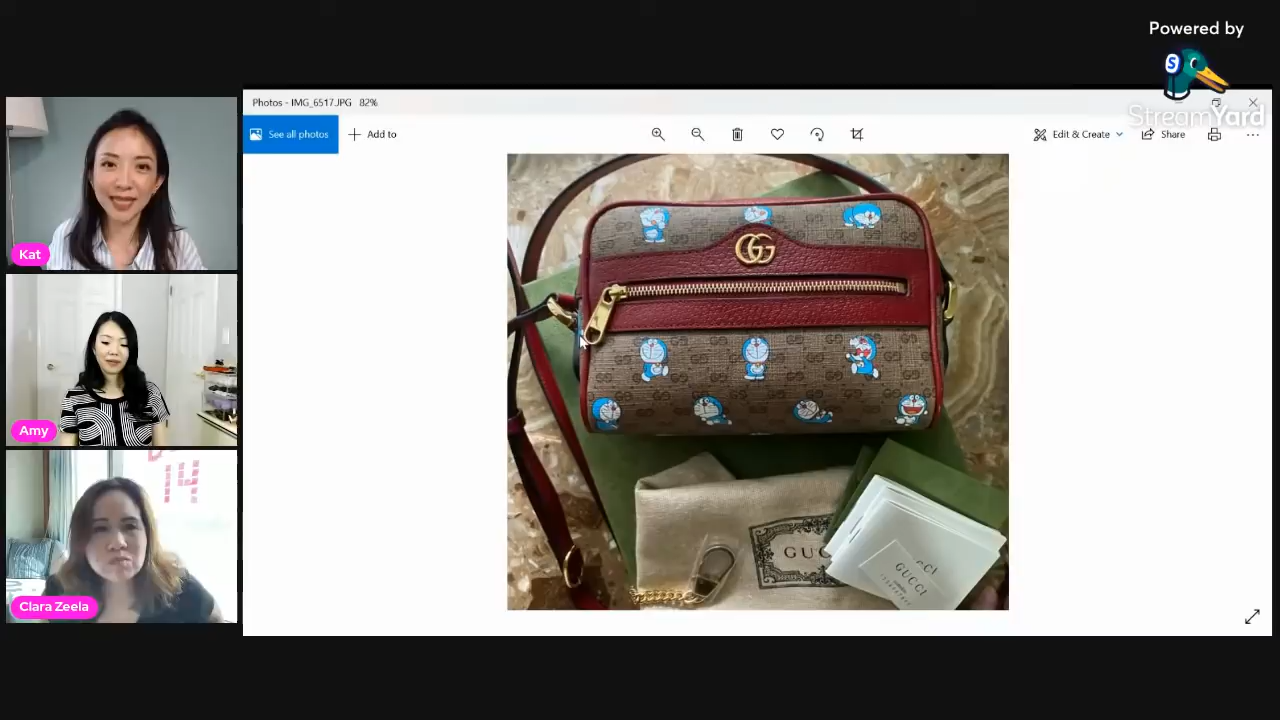 Powered by
StreamYard
Photos - IMG_6517.JPG 82%
See all photos
Add to
Edit & Create
Share
Kat
Amy
Clara Zeela
GG
GUC
GUCCI